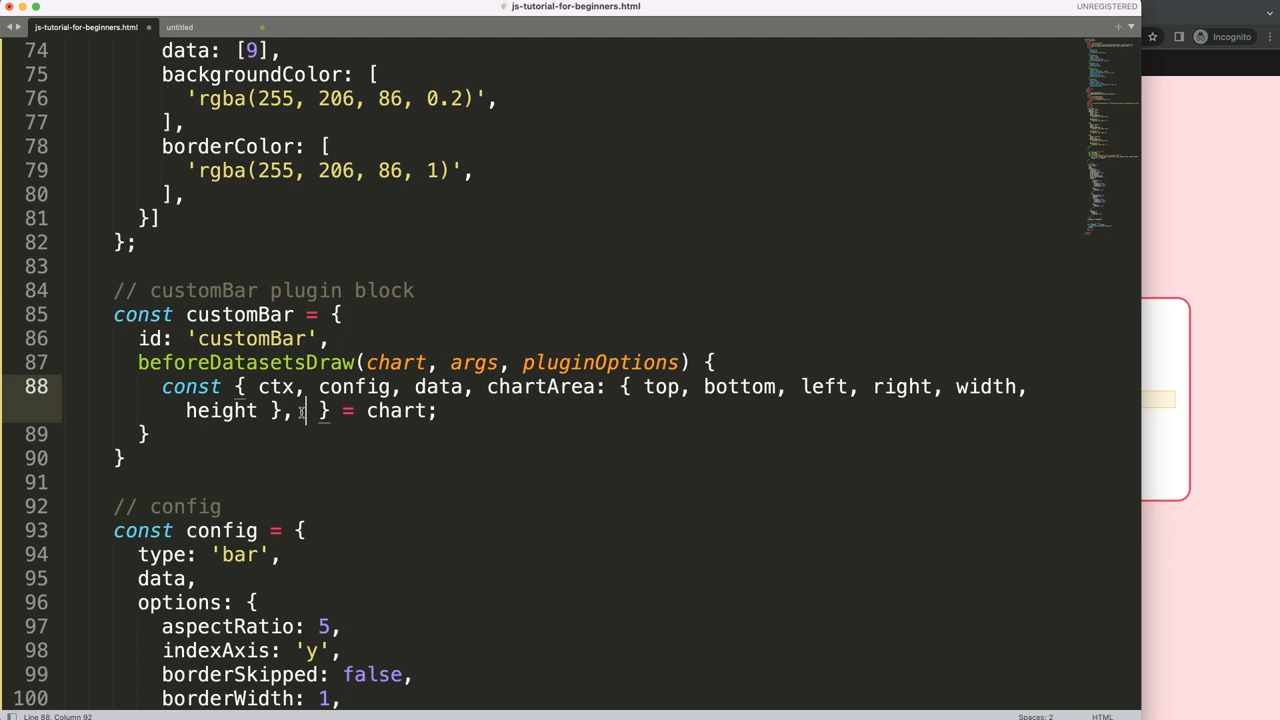 js-tutorial-for-beginners.html
UNREGISTERED
js-tutorial-for-beginners.html
untitled
Incognito
74 data: [9],
75 backgroundColor: [
76 'rgba(255, 206, 86, 0.2)',
77 ],
78 borderColor: [
79 'rgba(255, 206, 86, 1)',
80 ],
81 }]
82 };
83
84 // customBar plugin block
85 const customBar = {
86 id: 'customBar',
87 beforeDatasetsDraw(chart, args, pluginOptions) {
88 const { ctx, config, data, chartArea: { top, bottom, left, right, width,
height }, } = chart;
89 }
90 }
91
92 // config
93 const config = {
94 type: 'bar',
95 data,
96 options: {
97 aspectRatio: 5,
98 indexAxis: 'y',
99 borderSkipped: false,
100 borderWidth: 1,
Line 88, Column 92
Spaces: 2
HTML